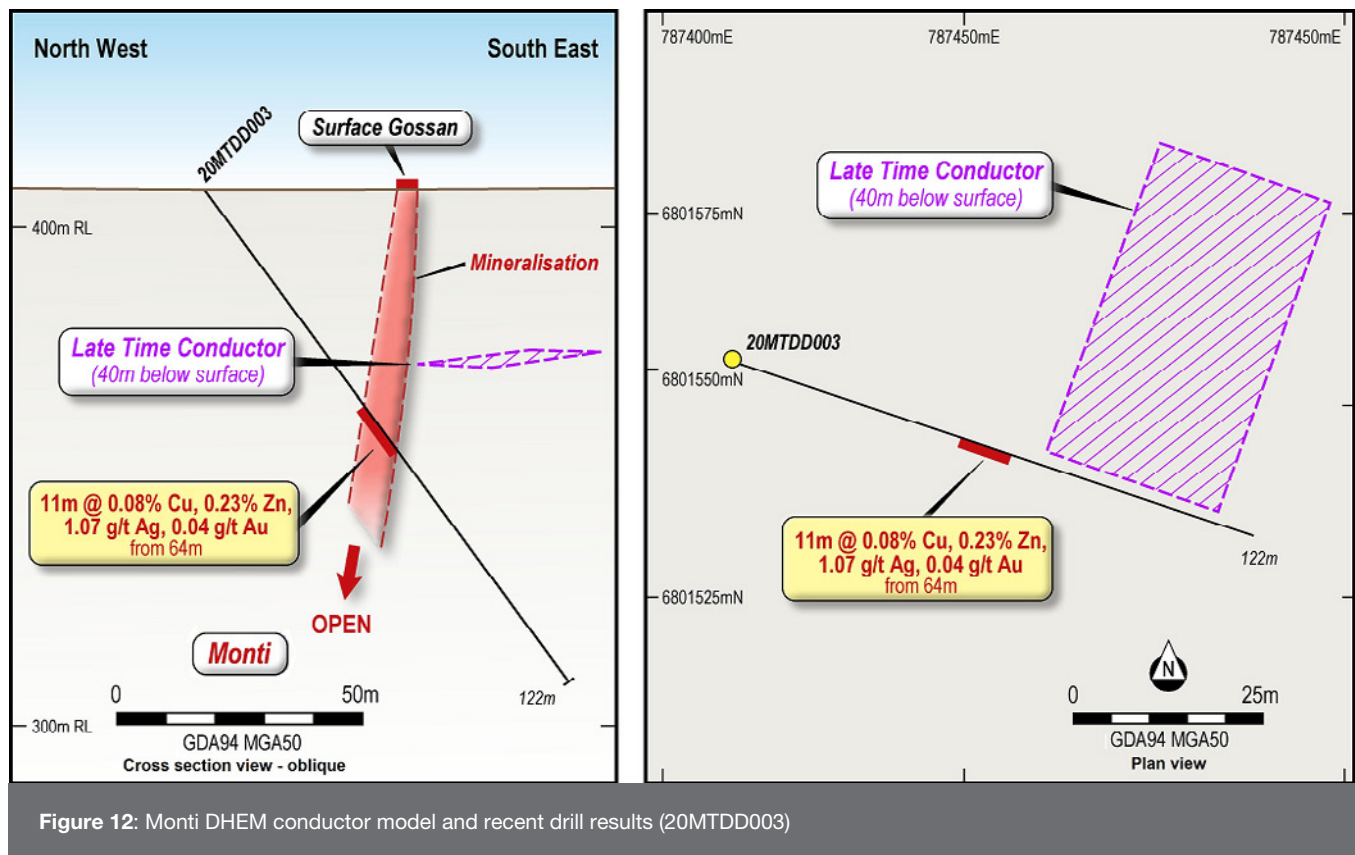 North West
South East
20MTDD003
Surface Gossan
400m RL
Mineralisation
Late Time Conductor
(40m below surface)
11m @ 0.08% Cu, 0.23% Zn,
1.07 g/t Ag, 0.04 g/t Au
from 64m
OPEN
Monti
122m
0 50m
300m RL
GDA94 MGA50
Cross section view - oblique
787400mE 787450mE 787450mE
Late Time Conductor
(40m below surface)
6801575mN
20MTDD003
6801550mN
11m @ 0.08% Cu, 0.23% Zn,
1.07 g/t Ag, 0.04 g/t Au
from 64m
122m
6801525mN
N
0 25m
GDA94 MGA50
Plan view
Figure 12: Monti DHEM conductor model and recent drill results (20MTDD003)